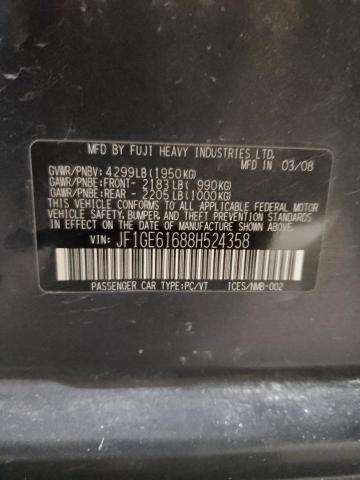 MFD BY FUJI HEAVY INDUSTRIES LTD.
MFD IN 03/08
GVWR/PNBV: 4299LB(1950KG)
GAWR/PNBE:FRONT- 2183LB( 990KG)
GAWR/PNBE:REAR - 2205LB(1000KG)
THIS VEHICLE CONFORMS TO ALL APPLICABLE FEDERAL MOTOR
VEHICLE SAFETY, BUMPER, AND THEFT PREVENTION STANDARDS
IN EFFECT ON THE DATE OF MANUFACTURE SHOWN ABOVE.
VIN: JF1GE61688H524358
PASSENGER CAR TYPE:PC/VT ICES/NMB-002